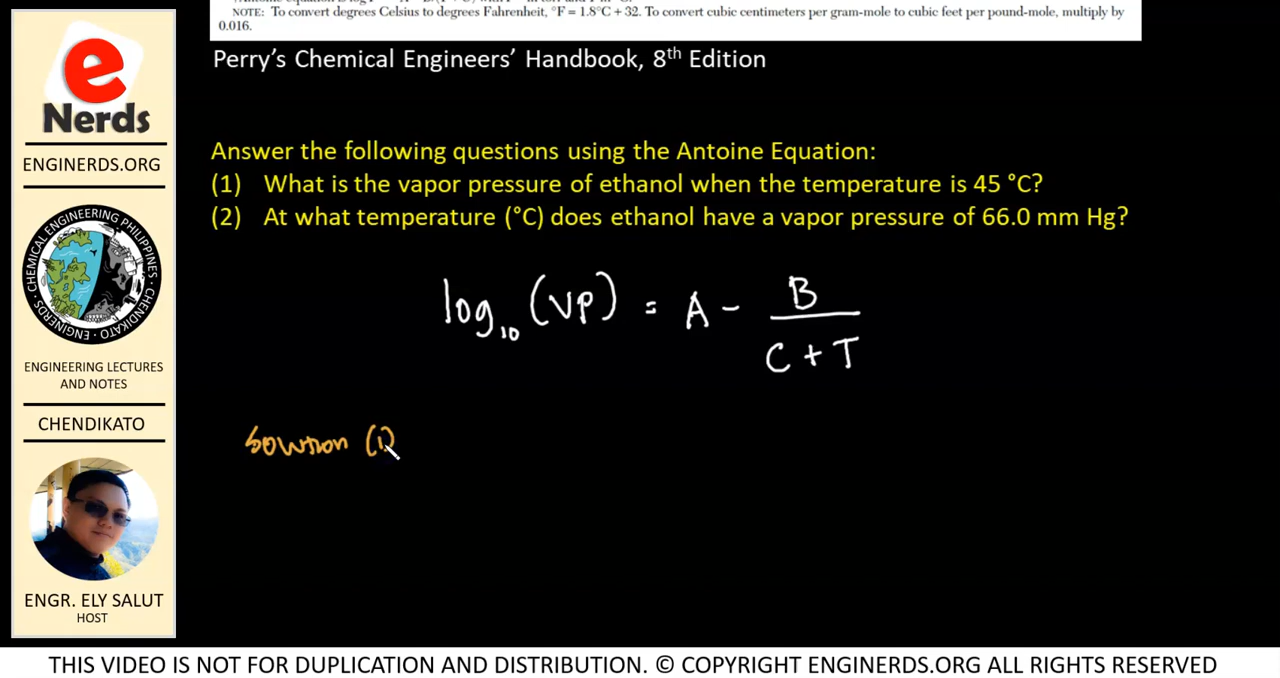 NOTE: To convert degrees Celsius to degrees Fahrenheit, °F = 1.8°C + 32. To convert cubic centimeters per gram-mole to cubic feet per pound-mole, multiply by
0.016.
Perry's Chemical Engineers' Handbook, 8th Edition
e
Nerds
ENGINERDS.ORG
CHEMICAL ENGINEERING PHILIPPINES
CHENDIKATO
ENGINERDS
ENGINEERING LECTURES
AND NOTES
CHENDIKATO
ENGR. ELY SALUT
HOST
Answer the following questions using the Antoine Equation:
(1) What is the vapor pressure of ethanol when the temperature is 45 °C?
(2) At what temperature (°C) does ethanol have a vapor pressure of 66.0 mm Hg?
log10 (VP) = A - B / (C + T)
Solution (1)
THIS VIDEO IS NOT FOR DUPLICATION AND DISTRIBUTION. © COPYRIGHT ENGINERDS.ORG ALL RIGHTS RESERVED